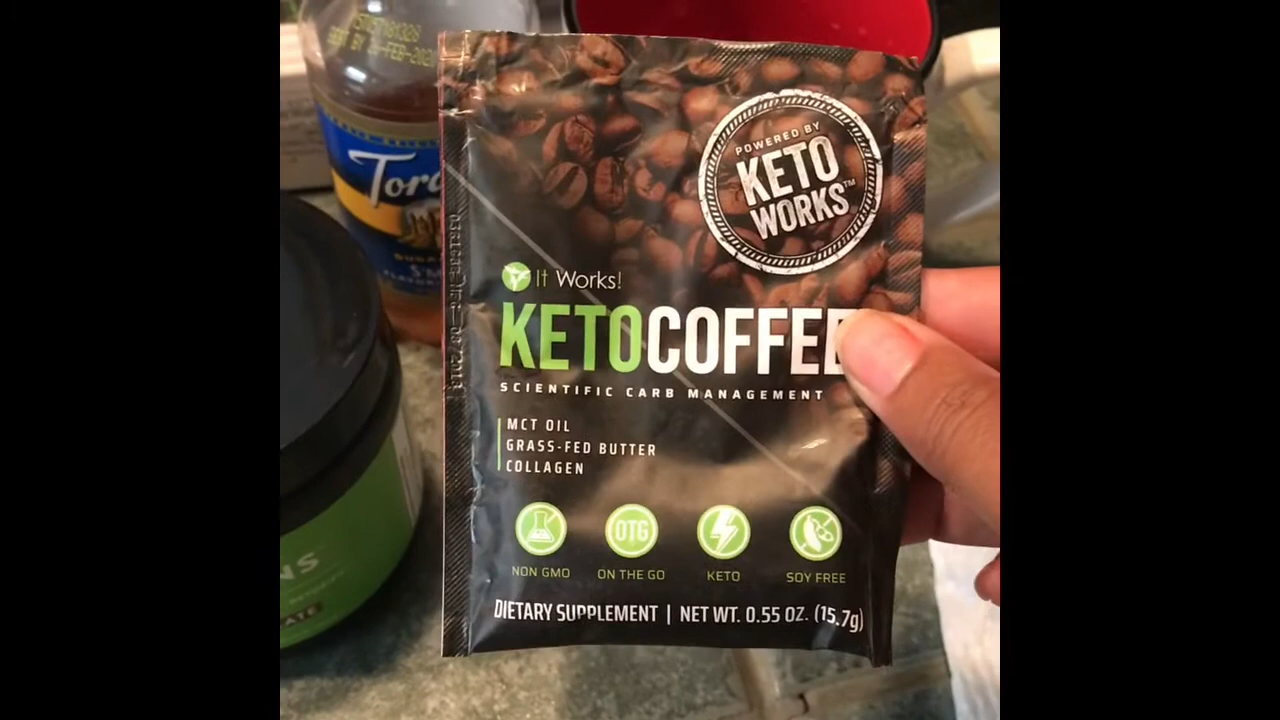 POWERED BY
KETO
WORKS™
It Works!
KETOCOFFEE
SCIENTIFIC CARB MANAGEMENT
MCT OIL
GRASS-FED BUTTER
COLLAGEN
OTG
NON GMO
ON THE GO
KETO
SOY FREE
DIETARY SUPPLEMENT | NET WT. 0.55 OZ. (15.7g)